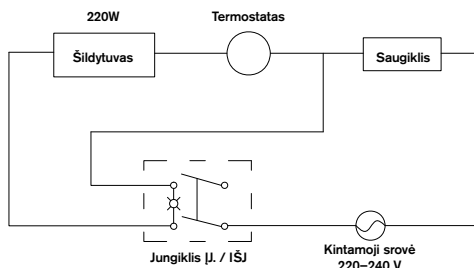 220W
Termostatas
Šildytuvas
Saugiklis
Jungiklis ĮJ. / IŠJ
Kintamoji srovė
220–240 V